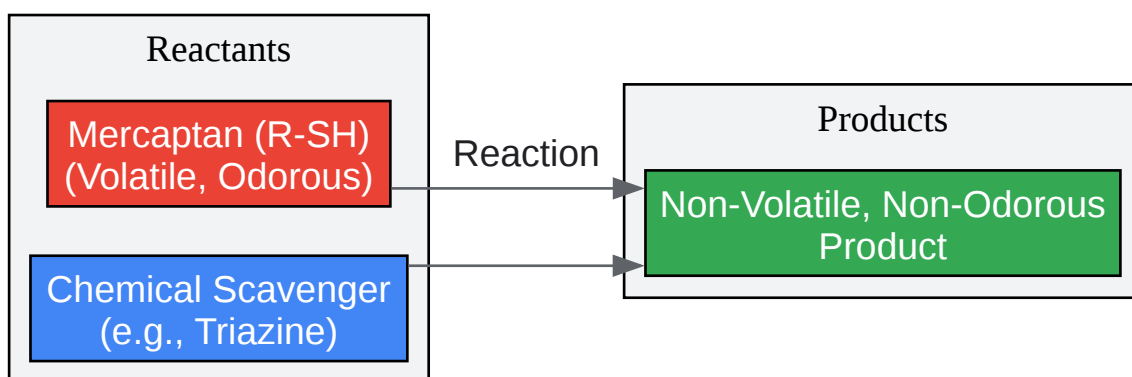 Reactants
Mercaptan (R-SH)
(Volatile, Odorous)
Chemical Scavenger
(e.g., Triazine)
Reaction
Products
Non-Volatile, Non-Odorous
Product